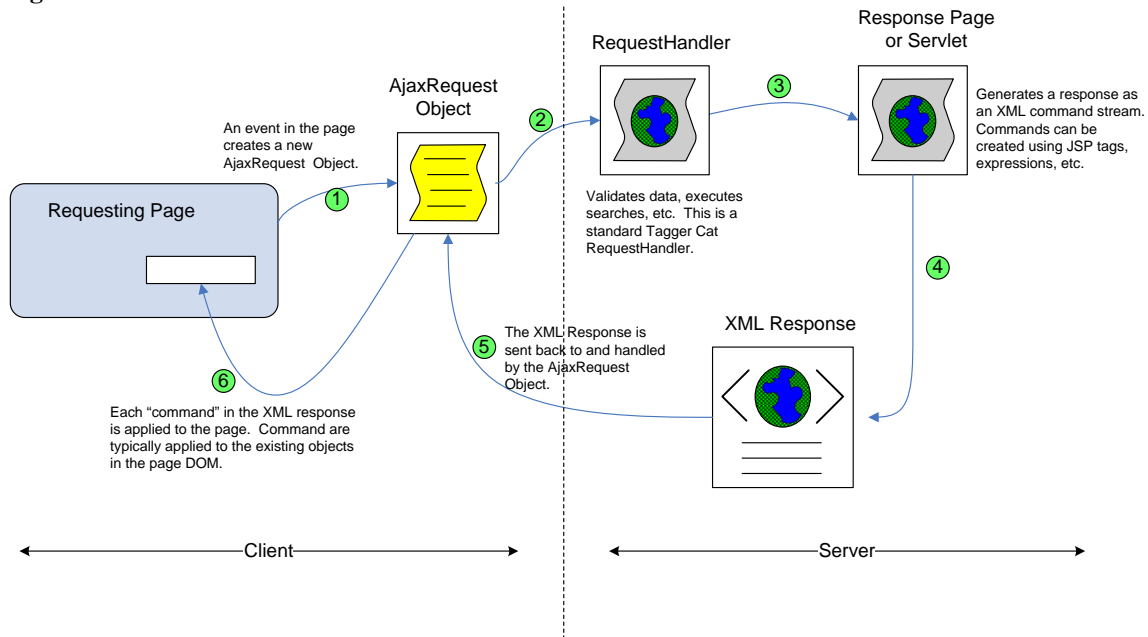 Response Page
or Servlet
RequestHandler
AjaxRequest
Object
3
Generates a response as
an XML command stream.
Commands can be
created using JSP tags,
expressions, etc.
2
An event in the page
creates a new
AjaxRequest Object.
1
Requesting Page
Validates data, executes
searches, etc. This is a
standard Tagger Cat
RequestHandler.
4
XML Response
5
The XML Response is
sent back to and handled
by the AjaxRequest
Object.
6
Each “command” in the XML response
is applied to the page. Command are
typically applied to the existing objects
in the page DOM.
Client
Server